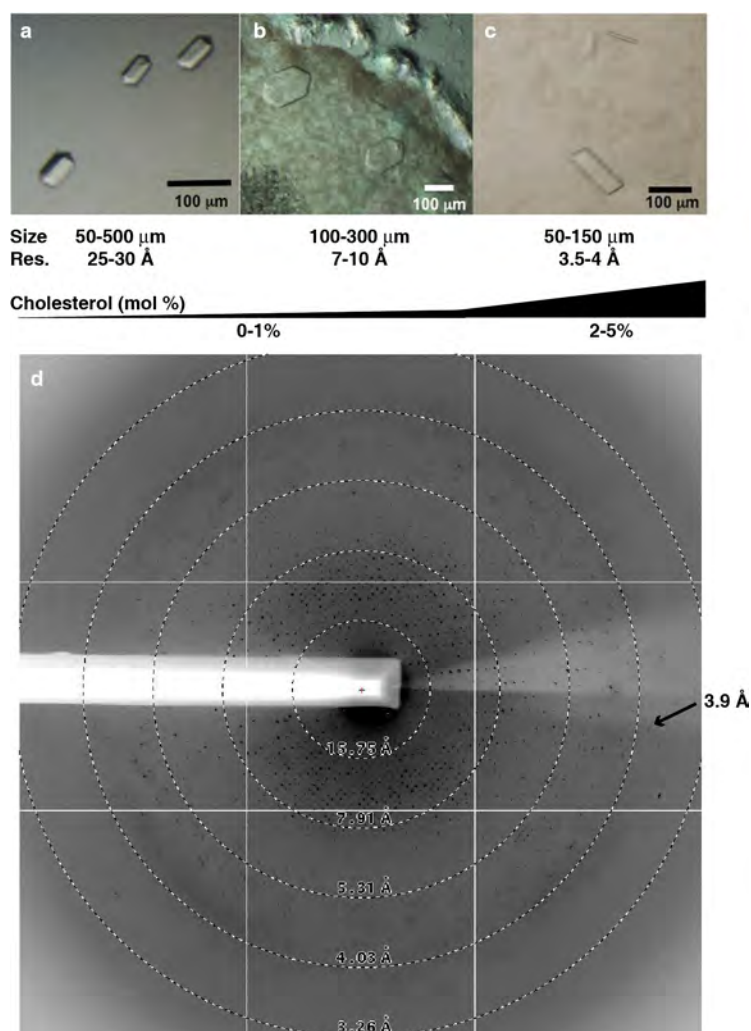 a b c
100 µm 100 µm 100 µm
Size 50-500 µm 100-300 µm 50-150 µm
Res. 25-30 Å 7-10 Å 3.5-4 Å
Cholesterol (mol %)
0-1% 2-5%
d
3.9 Å
15.75 Å
7.91 Å
5.31 Å
4.03 Å
3.26 Å